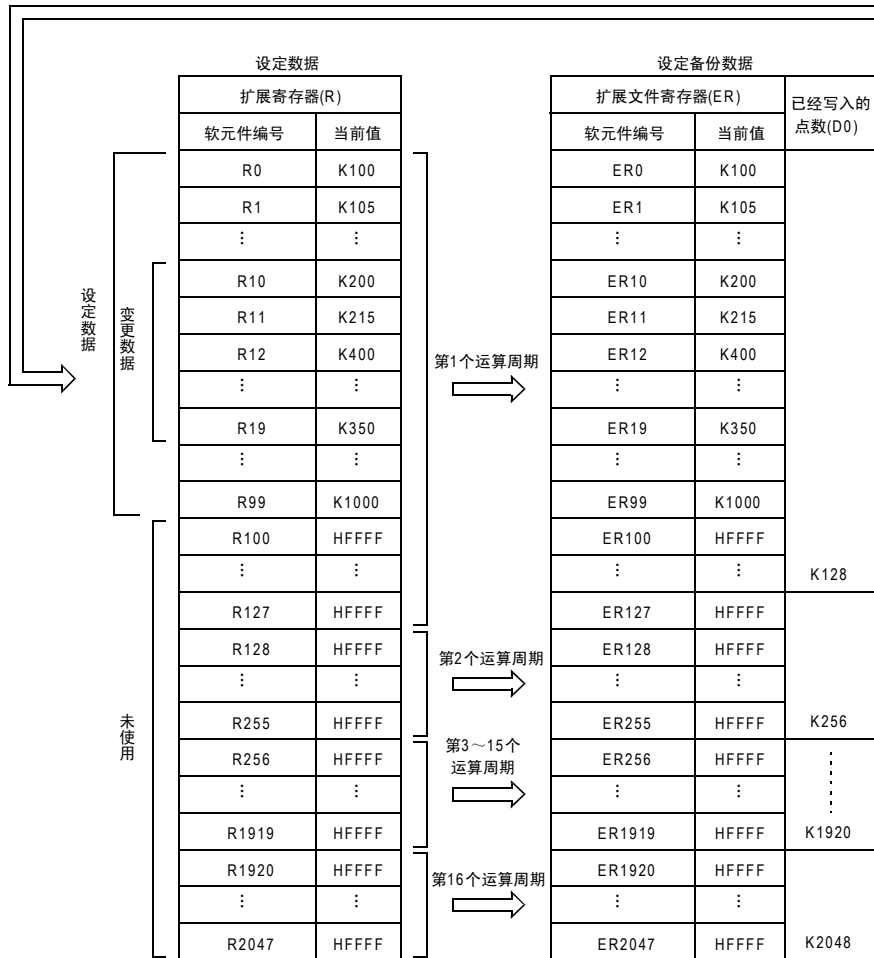 设定数据
设定备份数据
扩展寄存器(R)
扩展文件寄存器(ER)
已经写入的
点数(D0)
软元件编号 当前值
软元件编号 当前值
R0 K100
ER0 K100
R1 K105
ER1 K105
⋮ ⋮
⋮ ⋮
R10 K200
ER10 K200
R11 K215
ER11 K215
R12 K400
ER12 K400
⋮ ⋮
⋮ ⋮
R19 K350
ER19 K350
⋮ ⋮
⋮ ⋮
R99 K1000
ER99 K1000
R100 HFFFF
ER100 HFFFF
⋮ ⋮
⋮ ⋮
K128
R127 HFFFF
ER127 HFFFF
R128 HFFFF
ER128 HFFFF
⋮ ⋮
⋮ ⋮
R255 HFFFF
ER255 HFFFF
K256
R256 HFFFF
ER256 HFFFF
⋮ ⋮
⋮ ⋮
R1919 HFFFF
ER1919 HFFFF
K1920
R1920 HFFFF
ER1920 HFFFF
⋮ ⋮
⋮ ⋮
R2047 HFFFF
ER2047 HFFFF
K2048
设定数据
变更数据
未使用
第1个运算周期
第2个运算周期
第3～15个
运算周期
第16个运算周期